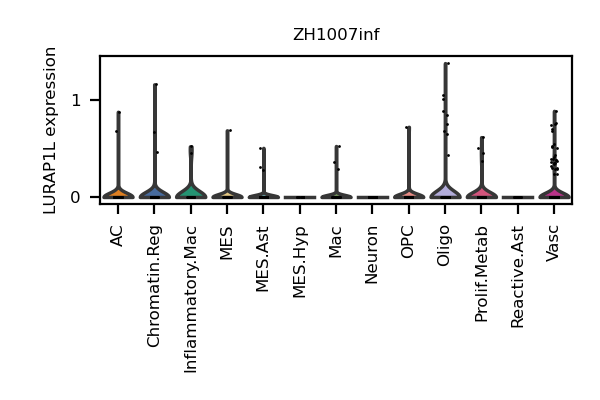 ZH1007inf
LURAP1L expression
1
0
AC
Chromatin.Reg
Inflammatory.Mac
MES
MES.Ast
MES.Hyp
Mac
Neuron
OPC
Oligo
Prolif.Metab
Reactive.Ast
Vasc